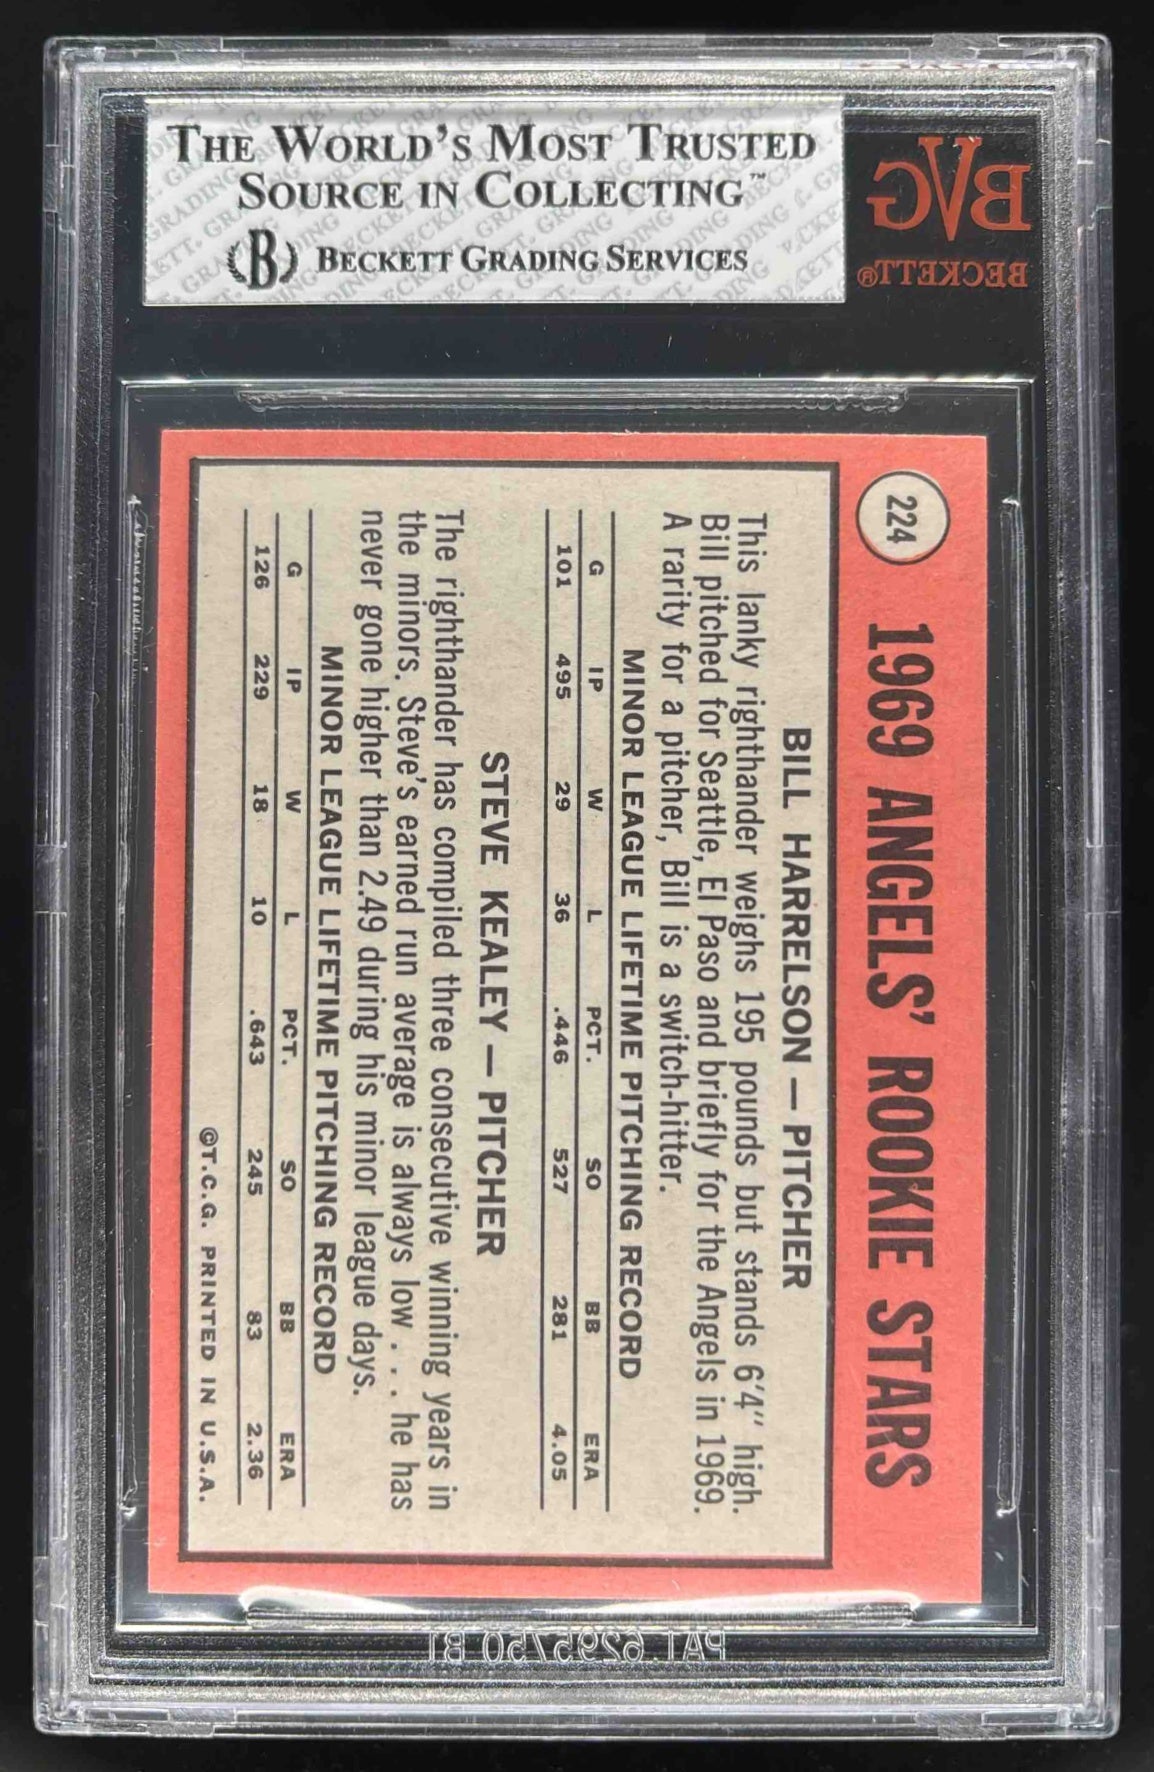 THE WORLD'S MOST TRUSTED
SOURCE IN COLLECTING™
B BECKETT GRADING SERVICES
BVG
BECKETT®
224
1969 ANGELS' ROOKIE STARS
BILL HARRELSON — PITCHER
This lanky righthander weighs 195 pounds but stands 6'4" high.
Bill pitched for Seattle, El Paso and briefly for the Angels in 1969.
A rarity for a pitcher, Bill is a switch-hitter.
MINOR LEAGUE LIFETIME PITCHING RECORD
G IP W L PCT. SO BB ERA
101 495 29 36 .446 527 281 4.05
STEVE KEALEY — PITCHER
The righthander has compiled three consecutive winning years in
the minors. Steve's earned run average is always low . . . he has
never gone higher than 2.49 during his minor league days.
MINOR LEAGUE LIFETIME PITCHING RECORD
G IP W L PCT. SO BB ERA
126 229 18 10 .643 245 83 2.36
©T.C.G. PRINTED IN U.S.A.